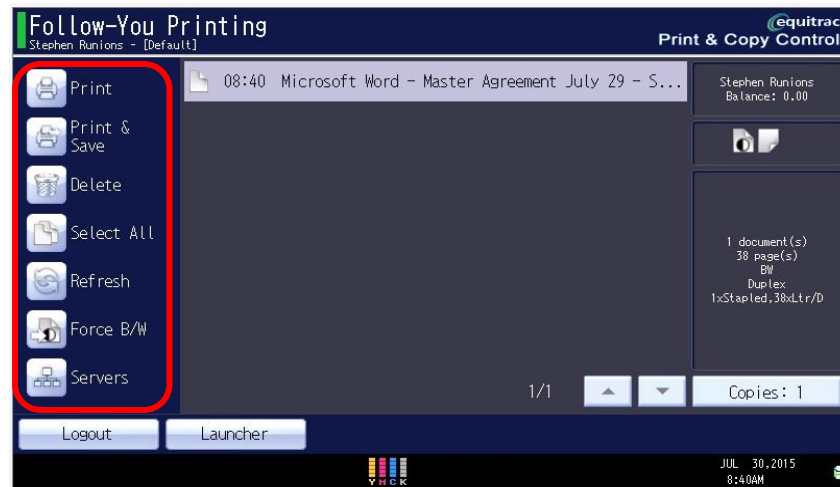 Follow-You Printing
Stephen Runions - [Default]
equitrac
Print & Copy Control
Print
Print &
Save
Delete
Select All
Refresh
Force B/W
Servers
08:40 Microsoft Word - Master Agreement July 29 - S...
Stephen Runions
Balance: 0.00
1 document(s)
38 page(s)
BW
Duplex
1xStapled,38xLtr/D
1/1
Copies: 1
Logout
Launcher
Y M C K
JUL 30,2015
8:40AM